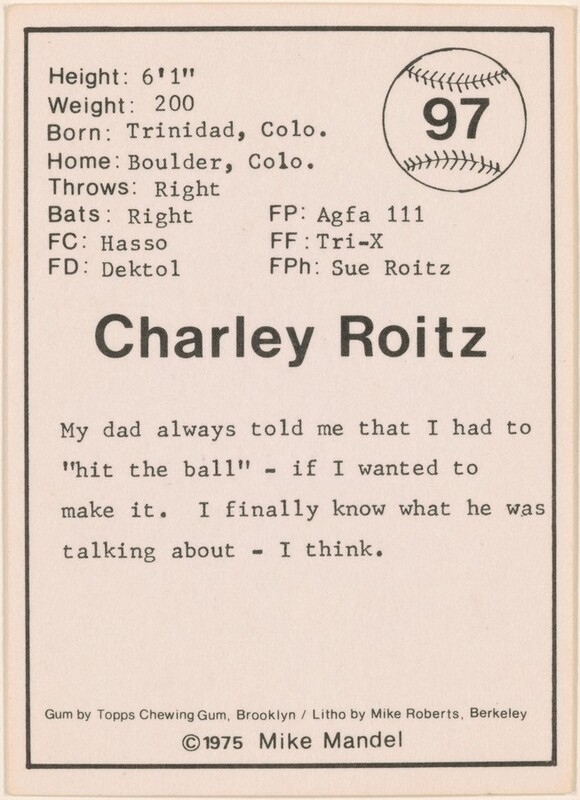 Height: 6'1"
97
Weight: 200
Born: Trinidad, Colo.
Home: Boulder, Colo.
Throws: Right
Bats: Right FP: Agfa 111
FC: Hasso FF: Tri-X
FD: Dektol FPh: Sue Roitz
Charley Roitz
My dad always told me that I had to
"hit the ball" - if I wanted to
make it. I finally know what he was
talking about - I think.
Gum by Topps Chewing Gum, Brooklyn / Litho by Mike Roberts, Berkeley
©1975 Mike Mandel